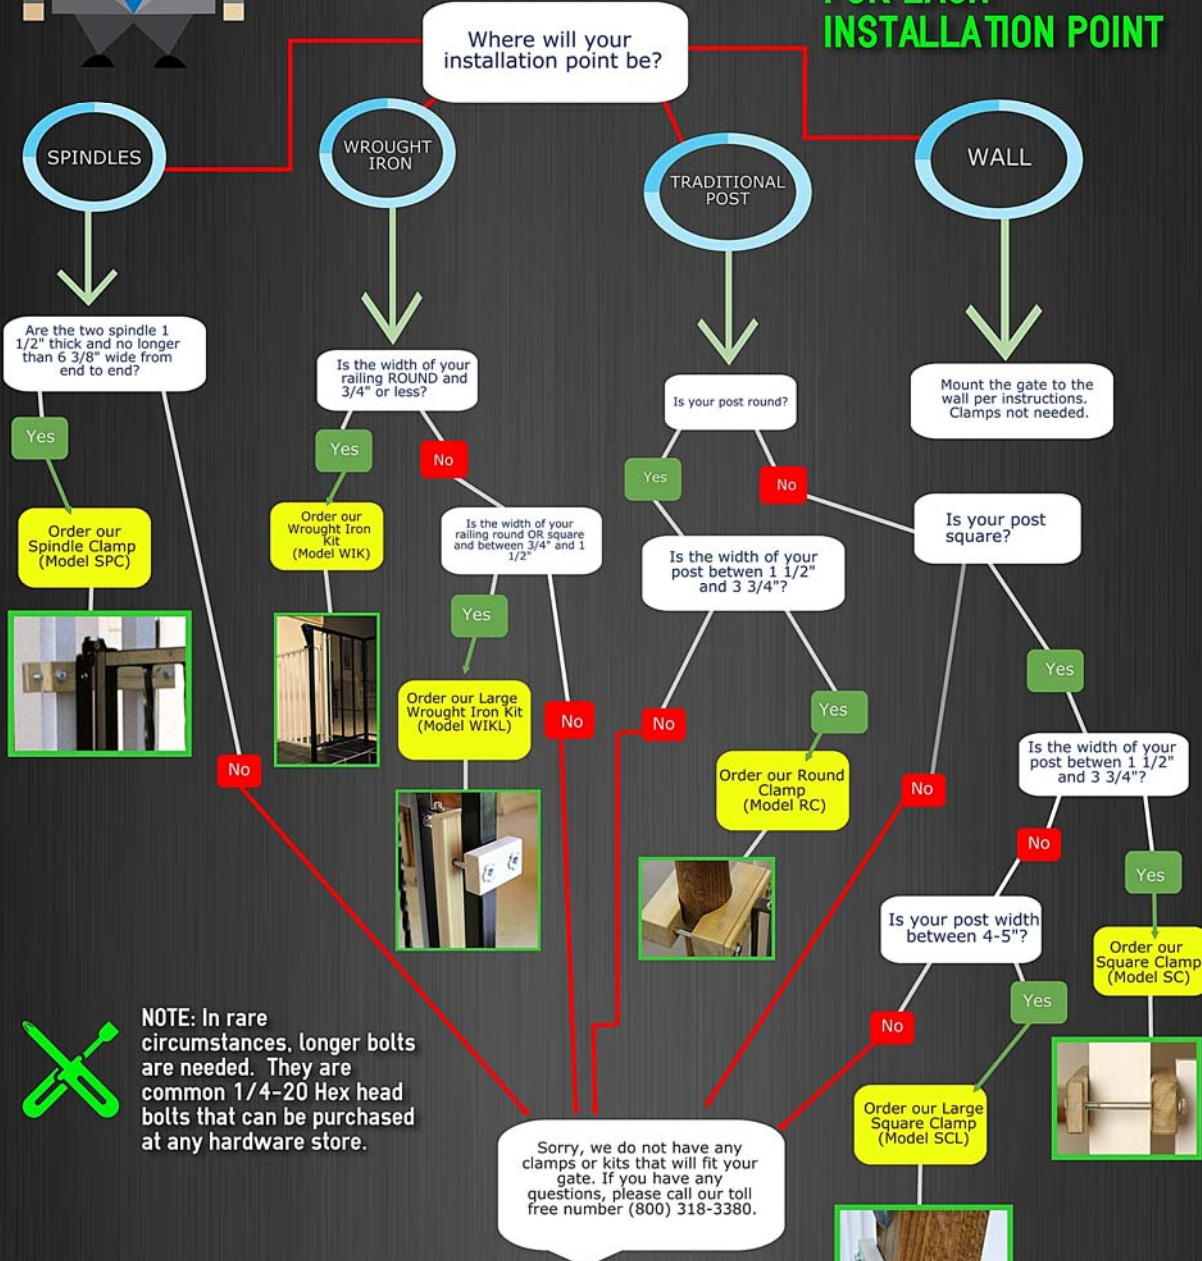 INSTALLATION POINT
Where will your
installation point be?
SPINDLES
WROUGHT
IRON
TRADITIONAL
POST
WALL
Are the two spindle 1
1/2" thick and no longer
than 6 3/8" wide from
end to end?
Is the width of your
railing ROUND and
3/4" or less?
Is your post round?
Mount the gate to the
wall per instructions.
Clamps not needed.
Yes
Yes
No
Yes
No
Order our
Spindle Clamp
(Model SPC)
Order our
Wrought Iron
Kit
(Model WIK)
Is the width of your
railing round OR square
and between 3/4" and 1
1/2"
Is the width of your
post betwen 1 1/2"
and 3 3/4"?
Is your post
square?
Yes
Yes
Order our Large
Wrought Iron Kit
(Model WIKL)
No
No
Yes
Is the width of your
post betwen 1 1/2"
and 3 3/4"?
No
Order our Round
Clamp
(Model RC)
No
No
Yes
Is your post width
between 4-5"?
Order our
Square Clamp
(Model SC)
No
Yes
NOTE: In rare
circumstances, longer bolts
are needed. They are
common 1/4-20 Hex head
bolts that can be purchased
at any hardware store.
Order our Large
Square Clamp
(Model SCL)
Sorry, we do not have any
clamps or kits that will fit your
gate. If you have any
questions, please call our toll
free number (800) 318-3380.